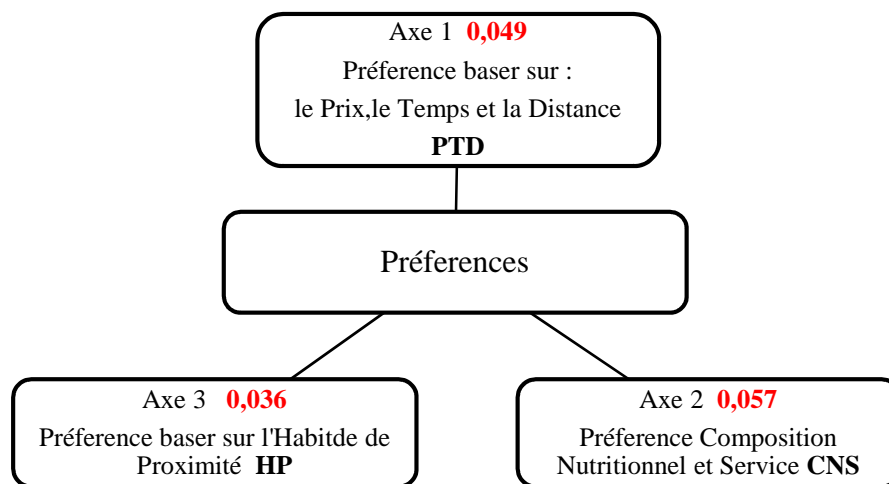 Axe 1 0,049
Préference baser sur :
le Prix,le Temps et la Distance
PTD
Préferences
Axe 3 0,036
Préference baser sur l'Habitde de
Proximité HP
Axe 2 0,057
Préference Composition
Nutritionnel et Service CNS